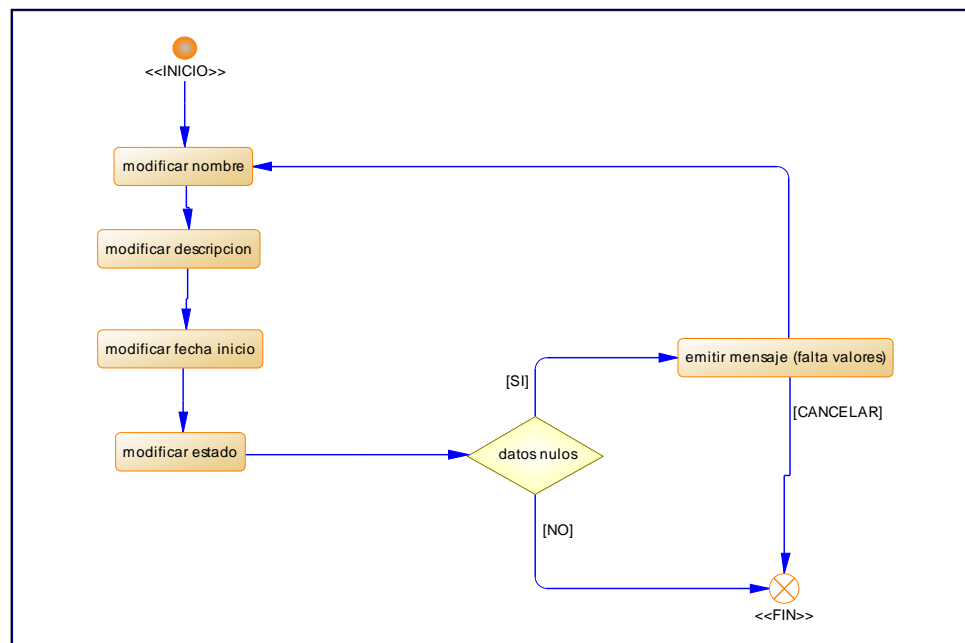 <<INICIO>>
modificar nombre
modificar descripcion
modificar fecha inicio
emitir mensaje (falta valores)
[SI]
[CANCELAR]
modificar estado
datos nulos
[NO]
<<FIN>>